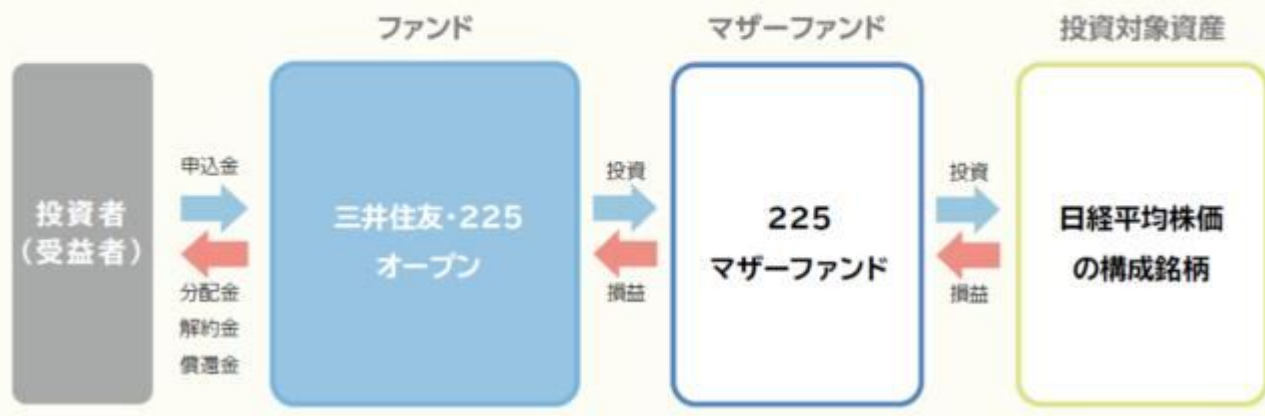 ファンド
マザーファンド
投資対象資産
投資者
(受益者)
申込金
分配金
解約金
償還金
三井住友・225
オープン
投資
損益
225
マザーファンド
投資
損益
日経平均株価
の構成銘柄